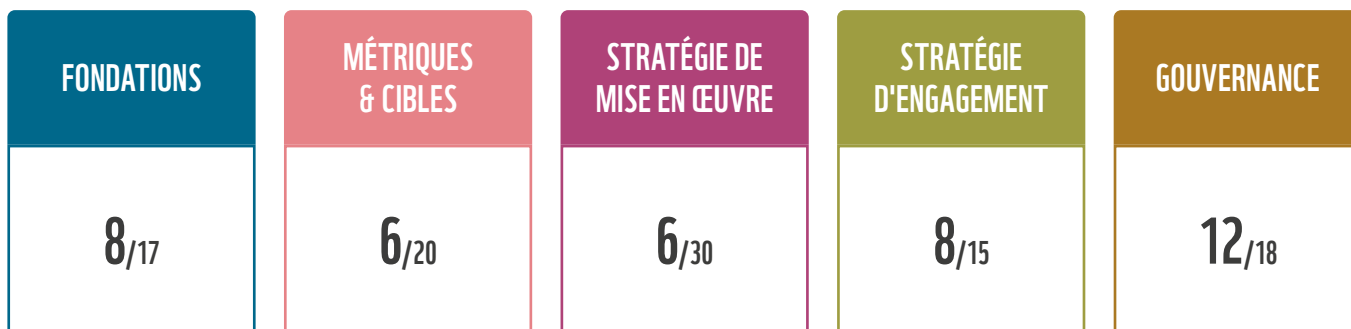 FONDATIONS
8/17
MÉTRIQUES
& CIBLES
6/20
STRATÉGIE DE
MISE EN ŒUVRE
6/30
STRATÉGIE
D'ENGAGEMENT
8/15
GOUVERNANCE
12/18